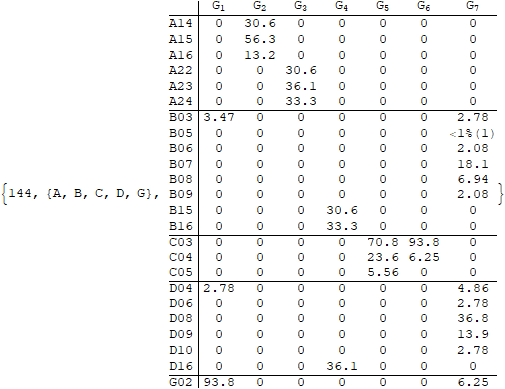 G1 G2 G3 G4 G5 G6 G7
A14 0 30.6 0 0 0 0 0
A15 0 56.3 0 0 0 0 0
A16 0 13.2 0 0 0 0 0
A22 0 0 30.6 0 0 0 0
A23 0 0 36.1 0 0 0 0
A24 0 0 33.3 0 0 0 0
B03 3.47 0 0 0 0 0 2.78
B05 0 0 0 0 0 0 <1%(1)
B06 0 0 0 0 0 0 2.08
B07 0 0 0 0 0 0 18.1
B08 0 0 0 0 0 0 6.94
{144, {A, B, C, D, G}, B09 0 0 0 0 0 0 2.08 }
B15 0 0 0 30.6 0 0 0
B16 0 0 0 33.3 0 0 0
C03 0 0 0 0 70.8 93.8 0
C04 0 0 0 0 23.6 6.25 0
C05 0 0 0 0 5.56 0 0
D04 2.78 0 0 0 0 0 4.86
D06 0 0 0 0 0 0 2.78
D08 0 0 0 0 0 0 36.8
D09 0 0 0 0 0 0 13.9
D10 0 0 0 0 0 0 2.78
D16 0 0 0 36.1 0 0 0
G02 93.8 0 0 0 0 0 6.25